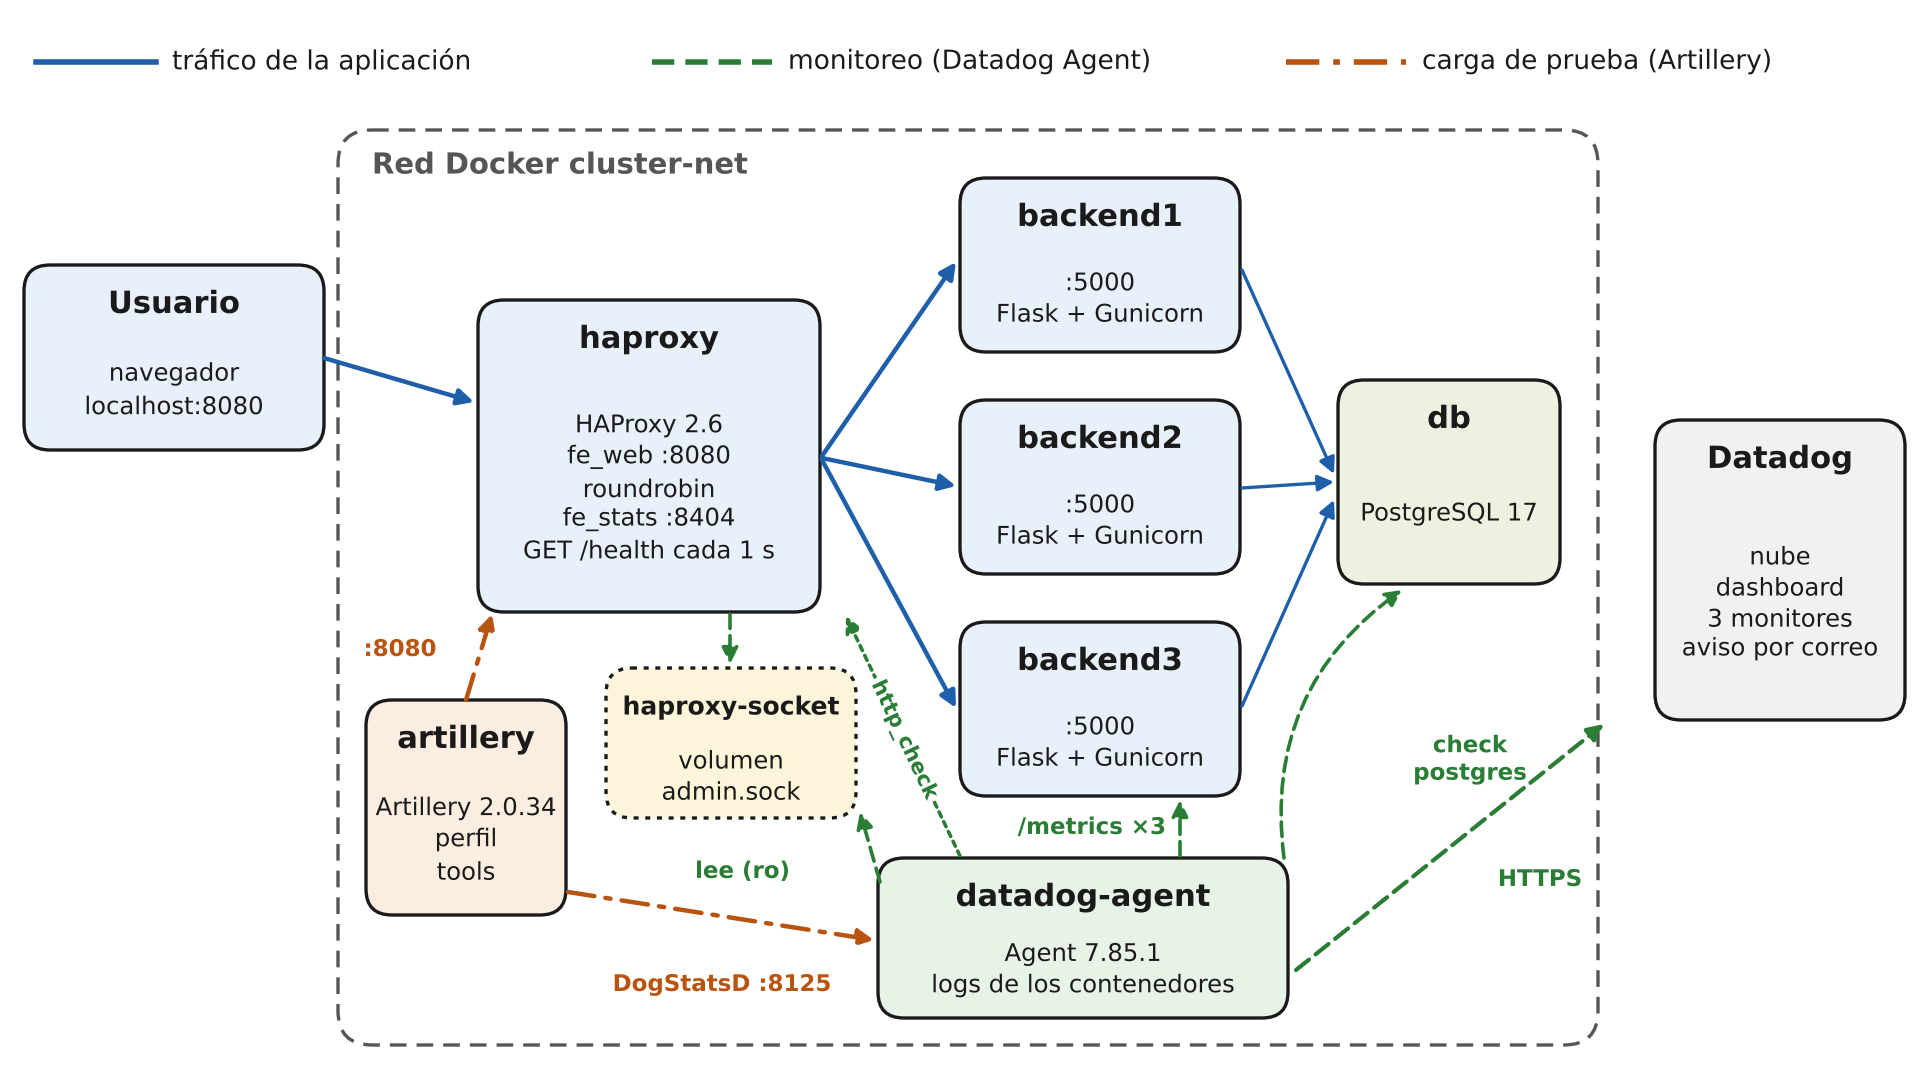 tráfico de la aplicación
monitoreo (Datadog Agent)
carga de prueba (Artillery)
Red Docker cluster-net
Usuario
navegador
localhost:8080
haproxy
HAProxy 2.6
fe_web :8080
roundrobin
fe_stats :8404
GET /health cada 1 s
backend1
:5000
Flask + Gunicorn
backend2
:5000
Flask + Gunicorn
backend3
:5000
Flask + Gunicorn
db
PostgreSQL 17
Datadog
nube
dashboard
3 monitores
aviso por correo
:8080
artillery
Artillery 2.0.34
perfil
tools
haproxy-socket
volumen
admin.sock
http_check
lee (ro)
/metrics ×3
check
postgres
HTTPS
DogStatsD :8125
datadog-agent
Agent 7.85.1
logs de los contenedores